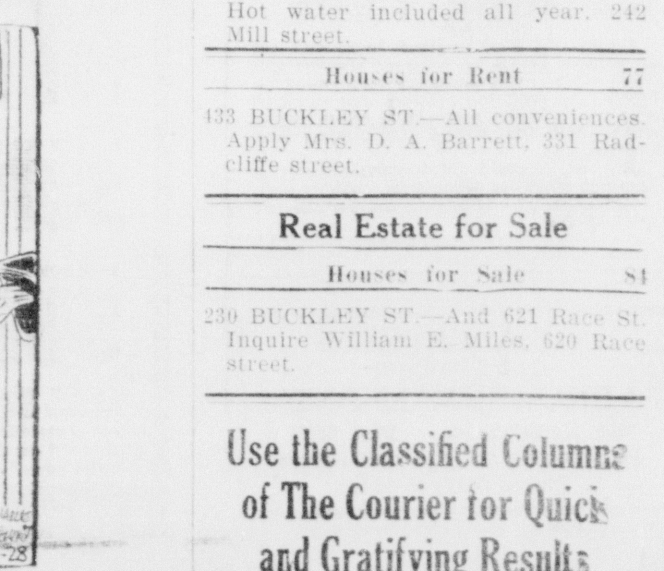 Hot water included all year. 242
Mill street.
Houses for Rent 77
433 BUCKLEY ST.—All conveniences.
Apply Mrs. D. A. Barrett, 331 Rad-
cliffe street.
Real Estate for Sale
Houses for Sale 84
230 BUCKLEY ST.—And 621 Race St.
Inquire William E. Miles, 620 Race
street.
Use the Classified Columns
of The Courier for Quick
and Gratifying Results
-28